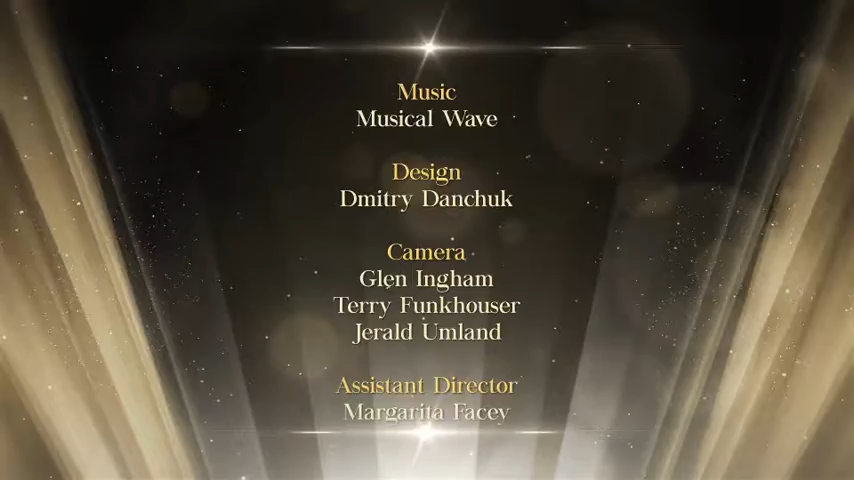 Music
Musical Wave
Design
Dmitry Danchuk
Camera
Glen Ingham
Terry Funkhouser
Jerald Umland
Assistant Director
Margarita Facey